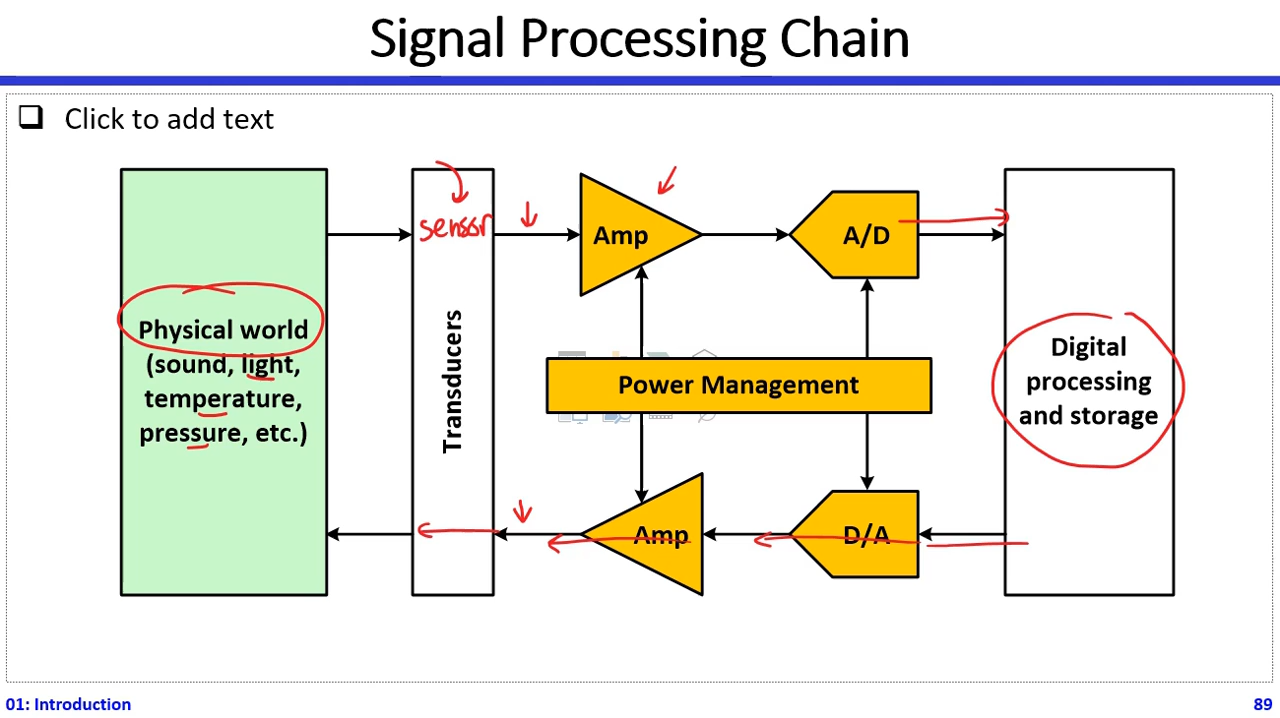 Signal Processing Chain
Click to add text
Physical world
(sound, light,
temperature,
pressure, etc.)
sensor
Transducers
Amp
A/D
Power Management
Amp
D/A
Digital
processing
and storage
01: Introduction
89